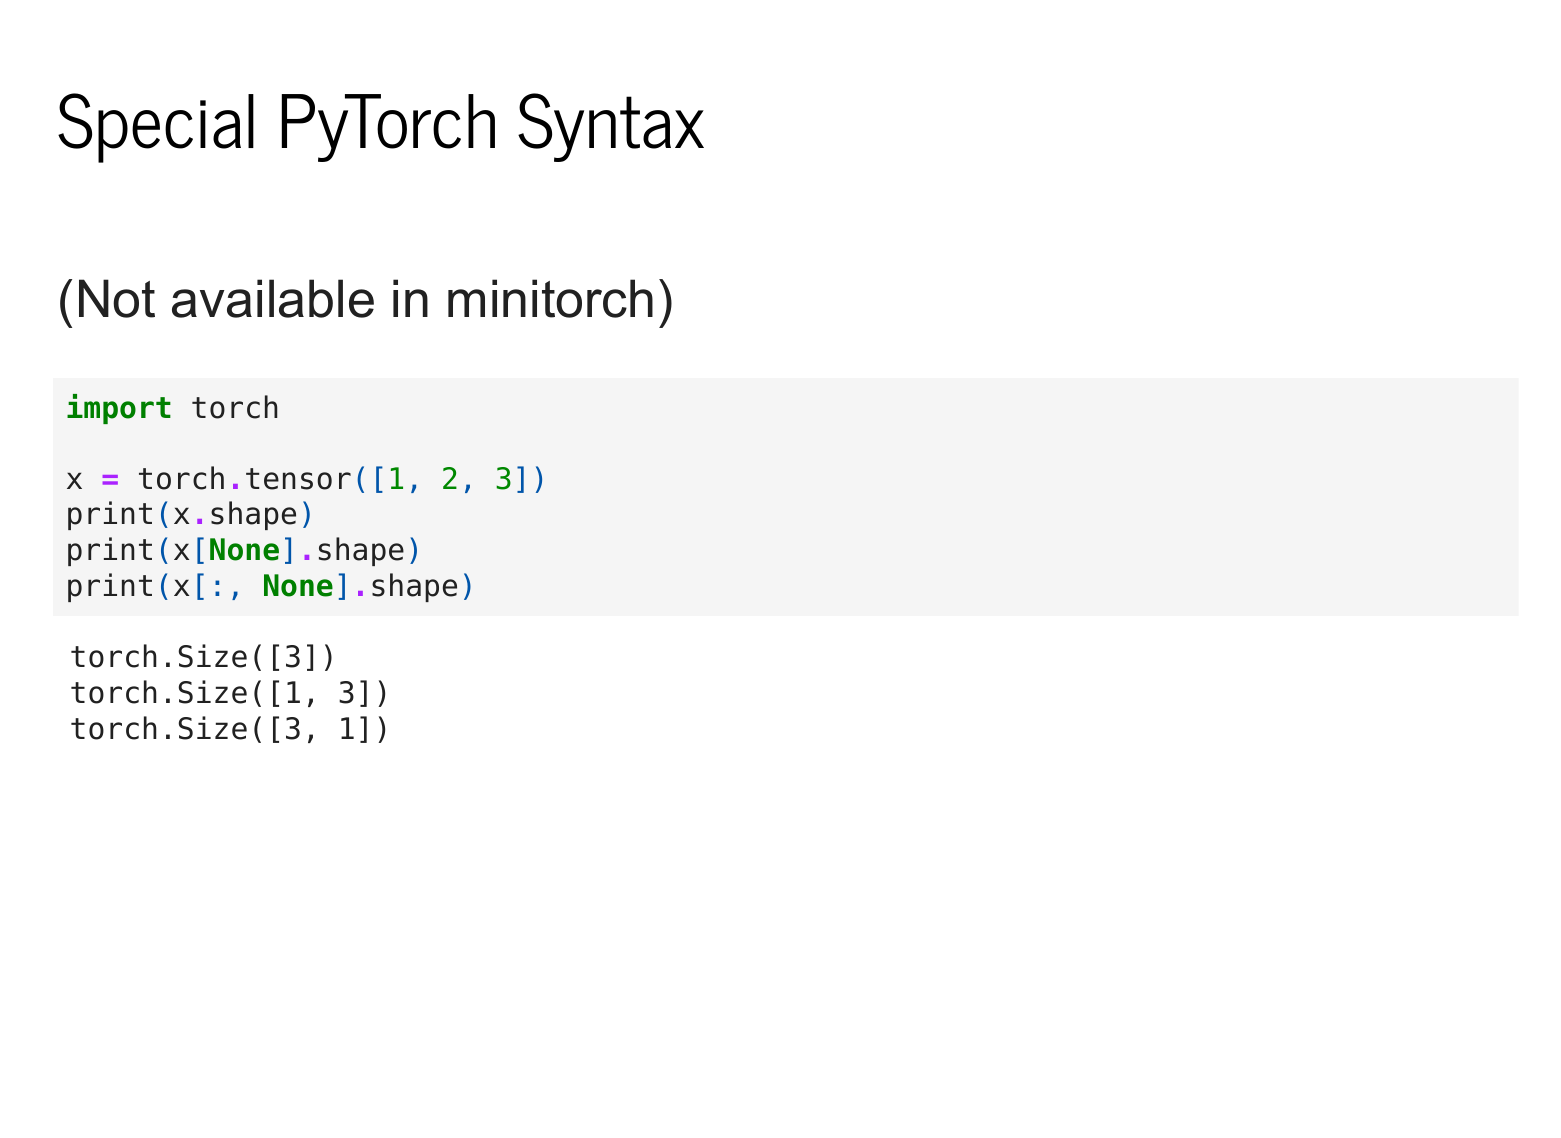 Special PyTorch Syntax
(Not available in minitorch)
import torch
x = torch.tensor([1, 2, 3])
print(x.shape)
print(x[None].shape)
print(x[:, None].shape)
torch.Size([3])
torch.Size([1, 3])
torch.Size([3, 1])